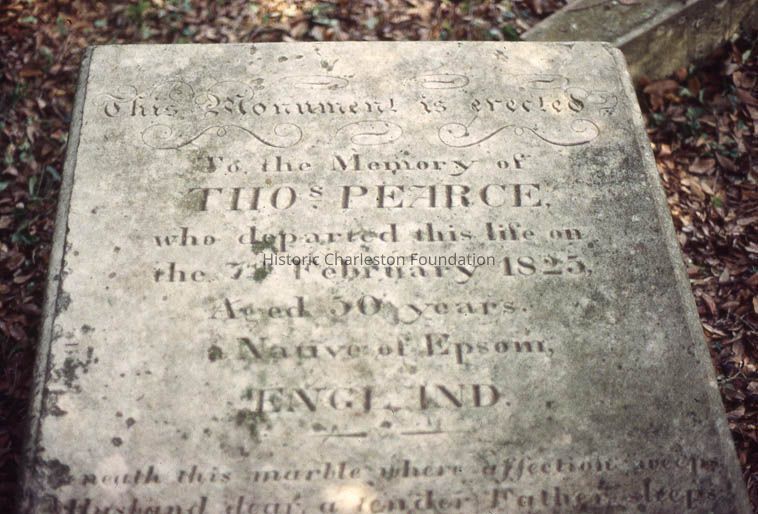 This Monument is erected
To the Memory of
THOS. PEARCE,
who departed this life on
the 7th February 1825,
Historic Charleston Foundation
Aged 50 years.
a Native of Epsom,
ENGLAND.
neath this marble where affection weeps
Husband dear, a tender Father sleeps